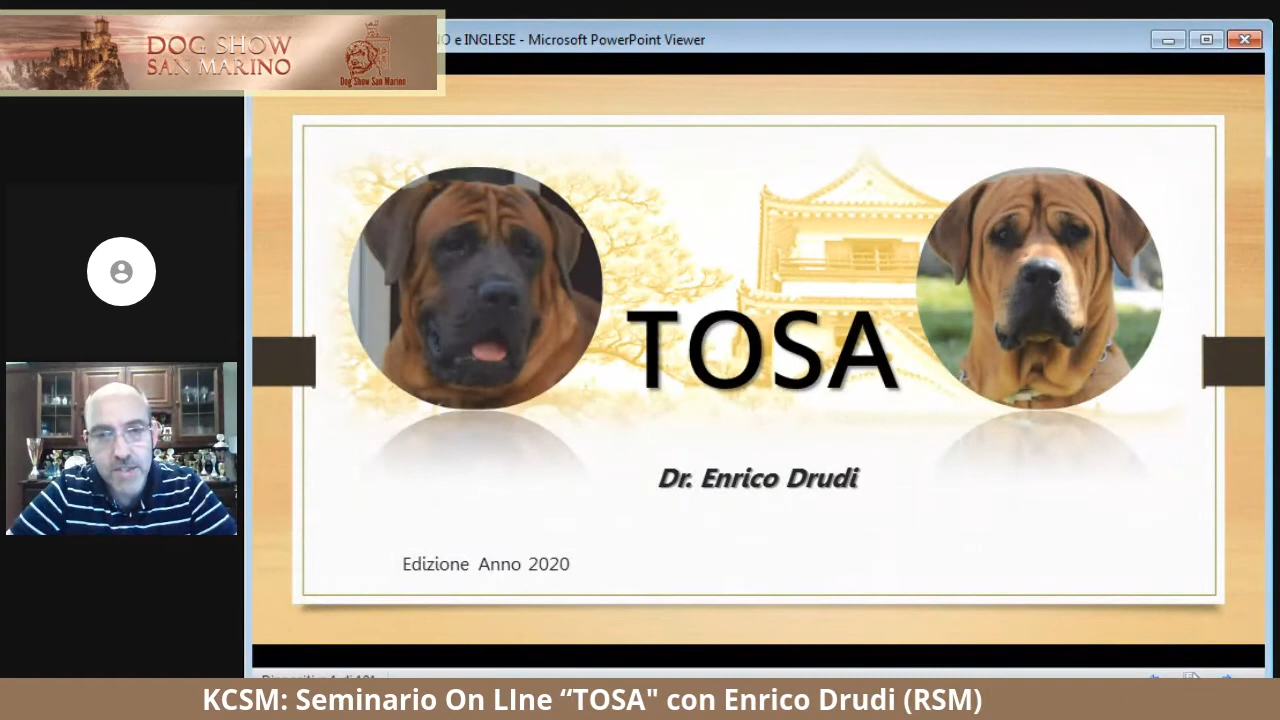 DOG SHOW
SAN MARINO
Dog Show San Marino
O e INGLESE - Microsoft PowerPoint Viewer
TOSA
Dr. Enrico Drudi
Edizione Anno 2020
KCSM: Seminario On LIne “TOSA" con Enrico Drudi (RSM)